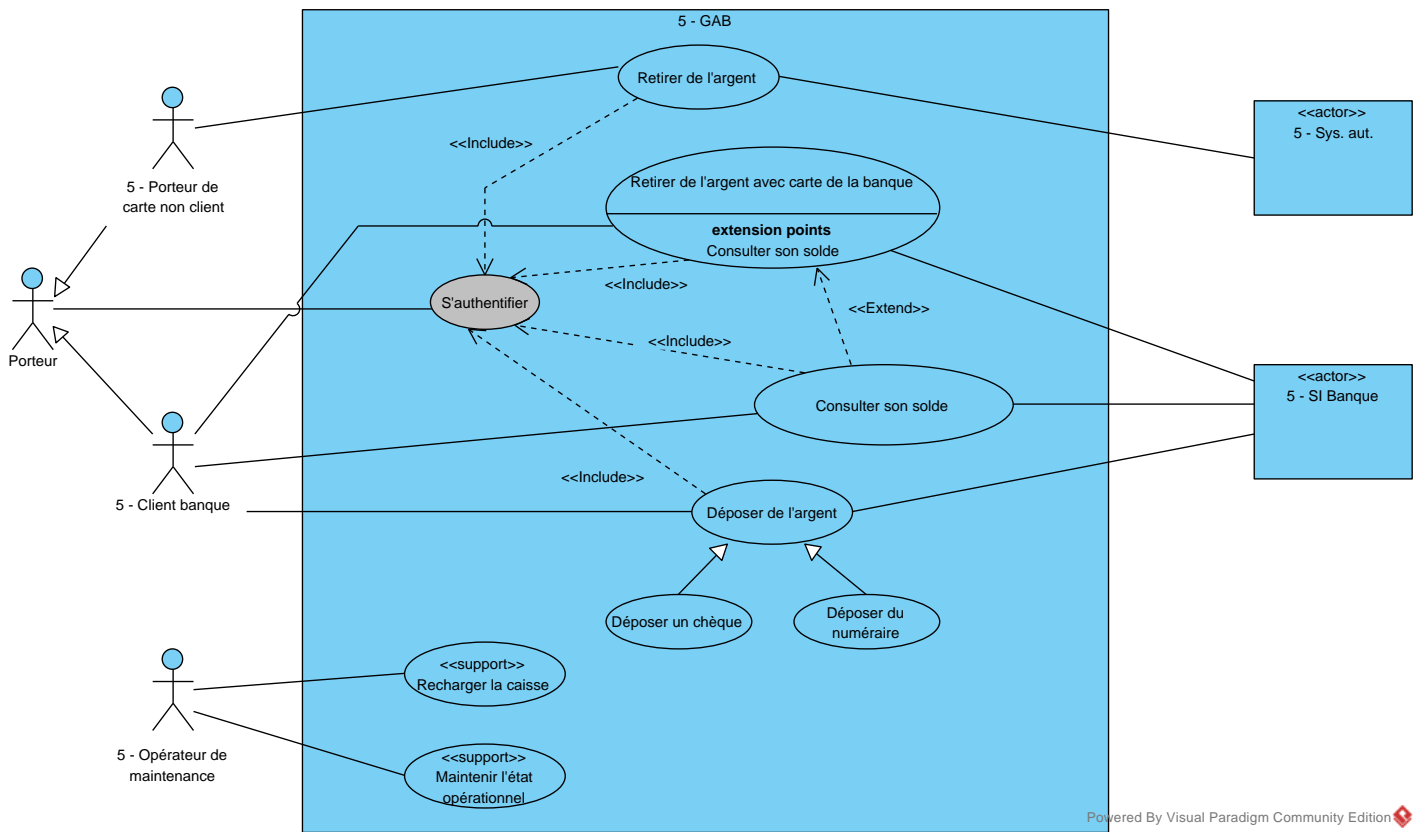 5 - GAB
Retirer de l'argent
<<actor>>
5 - Sys. aut.
<<Include>>
5 - Porteur de
carte non client
Retirer de l'argent avec carte de la banque
extension points
Consulter son solde
<<Include>>
S'authentifier
<<Extend>>
<<Include>>
Porteur
<<actor>>
5 - SI Banque
Consulter son solde
<<Include>>
5 - Client banque
Déposer de l'argent
Déposer un chèque
Déposer du
numéraire
<<support>>
Recharger la caisse
5 - Opérateur de
maintenance
<<support>>
Maintenir l'état
opérationnel
Powered By Visual Paradigm Community Edition